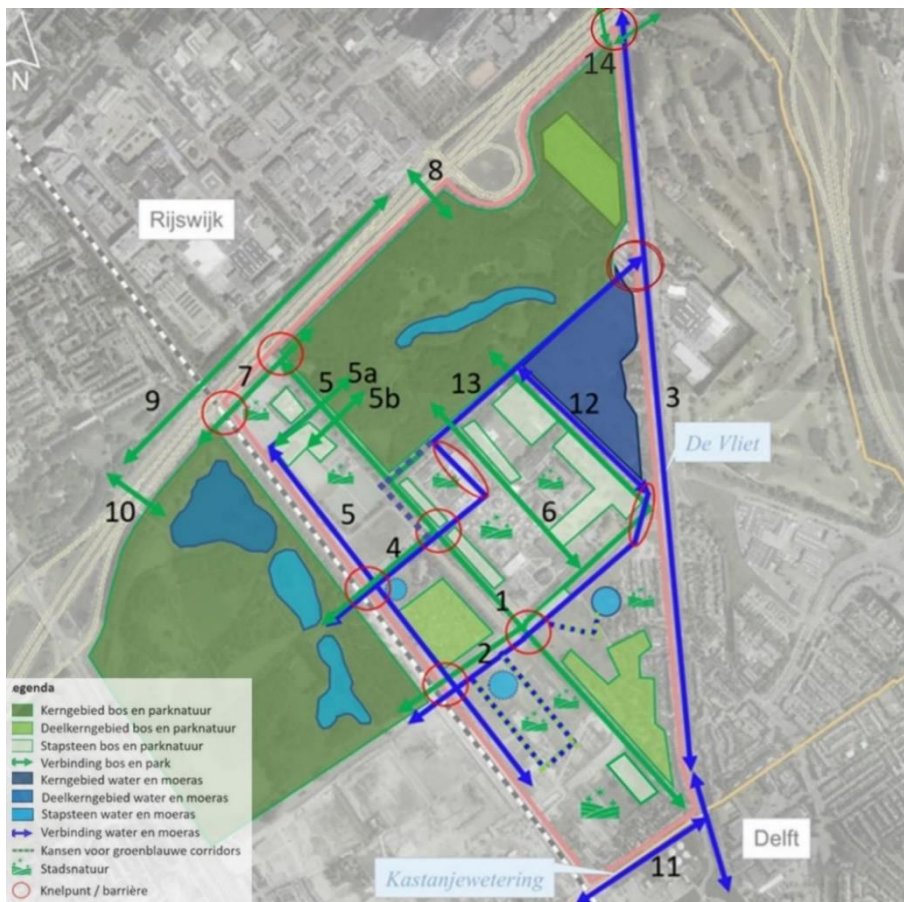 14
8
Rijswijk
N
7
5
5a
5b
13
12
3
9
De Vliet
10
5
4
6
1
2
egenda
Kerngebied bos en parknatuur
Deelkerngebied bos en parknatuur
Stapsteen bos en parknatuur
Verbinding bos en park
Kerngebied water en moeras
Deelkerngebied water en moeras
Stapsteen water en moeras
Verbinding water en moeras
Kansen voor groenblauwe corridors
Stadsnatuur
Knelpunt / barrière
Delft
11
Kastanjewetering